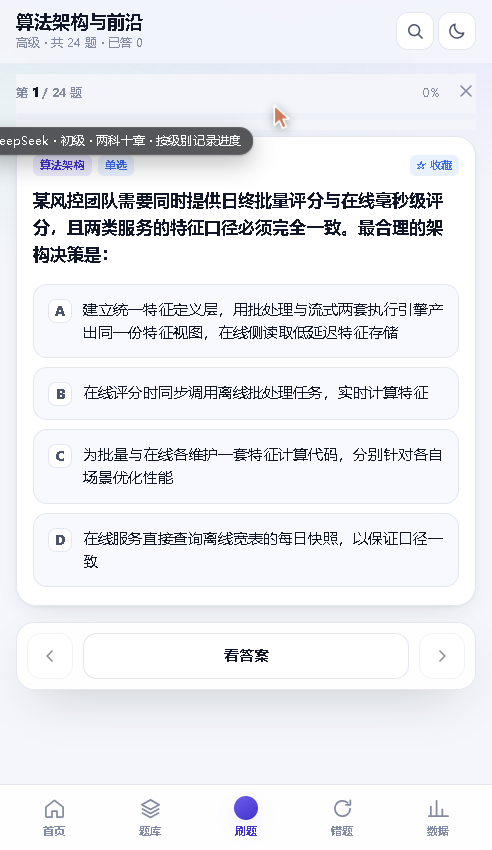 算法架构与前沿
高级·共 24 题·已答 0
第 1 / 24 题
0%
eepSeek·初级·两科十章·按级别记录进度
算法架构
单选
☆ 收藏
某风控团队需要同时提供日终批量评分与在线毫秒级评
分，且两类服务的特征口径必须完全一致。最合理的架
构决策是：
A
建立统一特征定义层，用批处理与流式两套执行引擎产
出同一份特征视图，在线侧读取低延迟特征存储
B
在线评分时同步调用离线批处理任务，实时计算特征
C
为批量与在线各维护一套特征计算代码，分别针对各自
场景优化性能
D
在线服务直接查询离线宽表的每日快照，以保证口径一
致
看答案
首页
题库
刷题
错题
数据